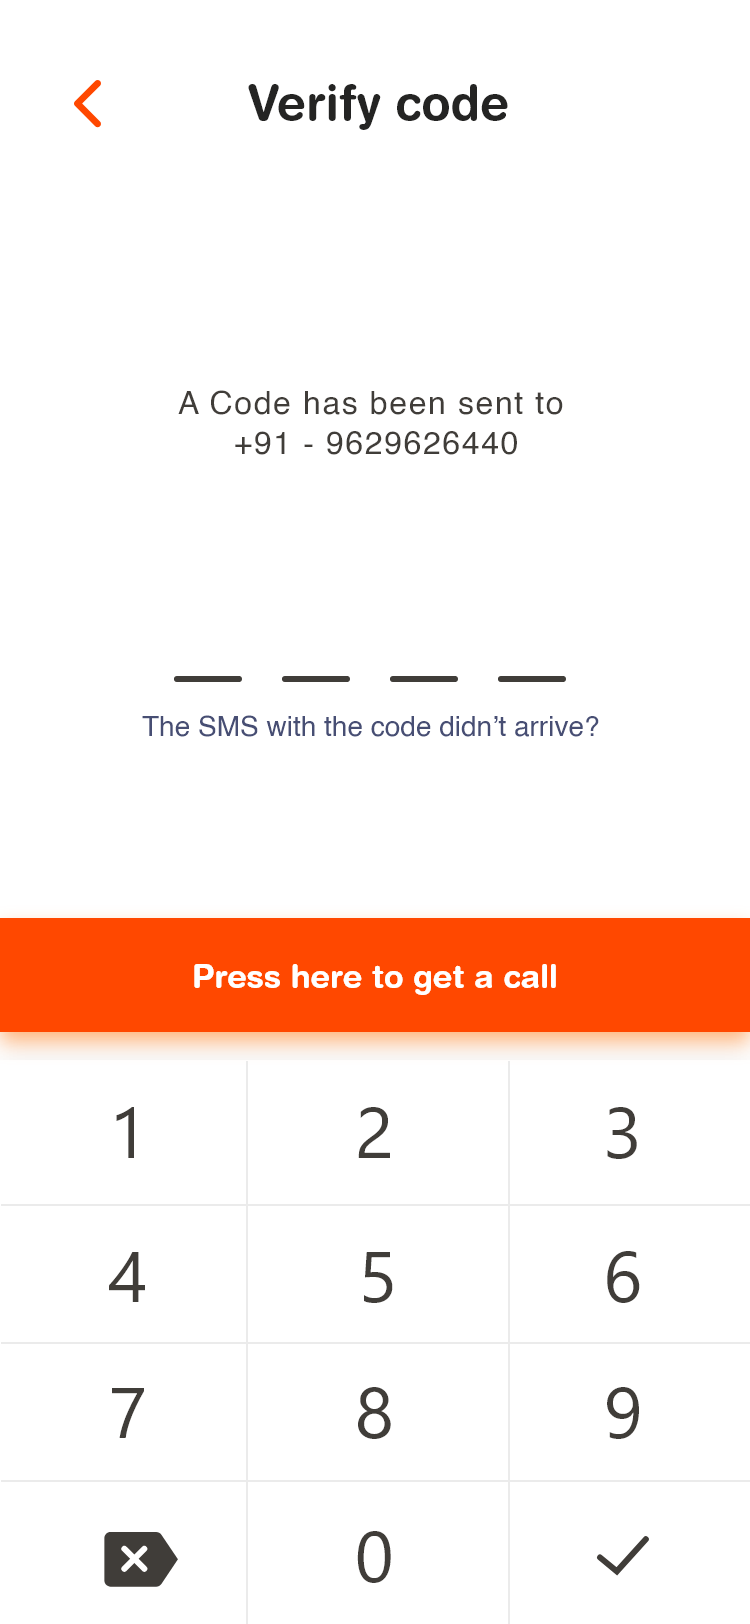 Verify code
A Code has been sent to
+91 - 9629626440
The SMS with the code didn’t arrive?
Press here to get a call
1 2 3
4 5 6
7 8 9
0